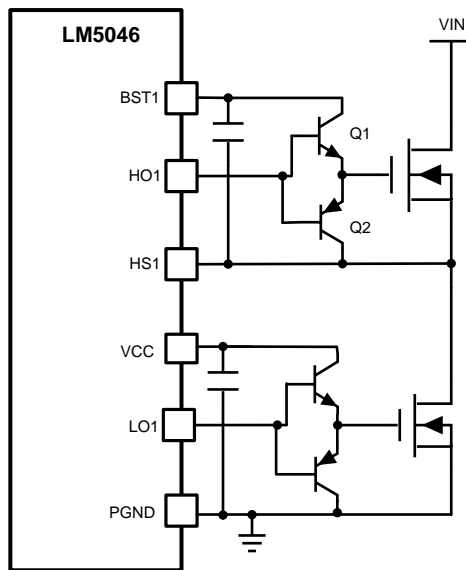 LM5046
VIN
BST1
Q1
HO1
Q2
HS1
VCC
LO1
PGND